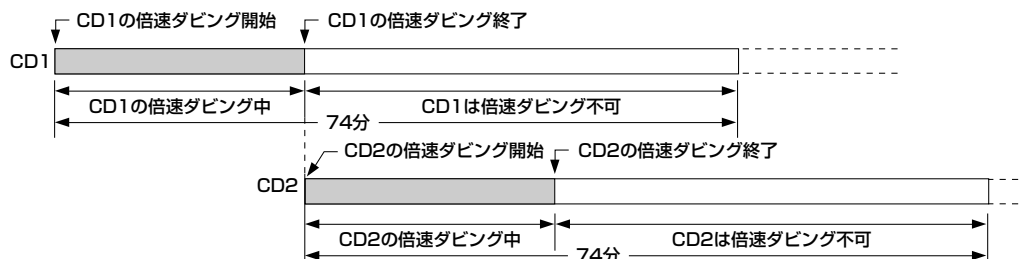 CD1の倍速ダビング開始 CD1の倍速ダビング終了
CD1
CD1の倍速ダビング中 CD1は倍速ダビング不可
74分
CD2の倍速ダビング開始 CD2の倍速ダビング終了
CD2
CD2の倍速ダビング中 CD2は倍速ダビング不可
74分